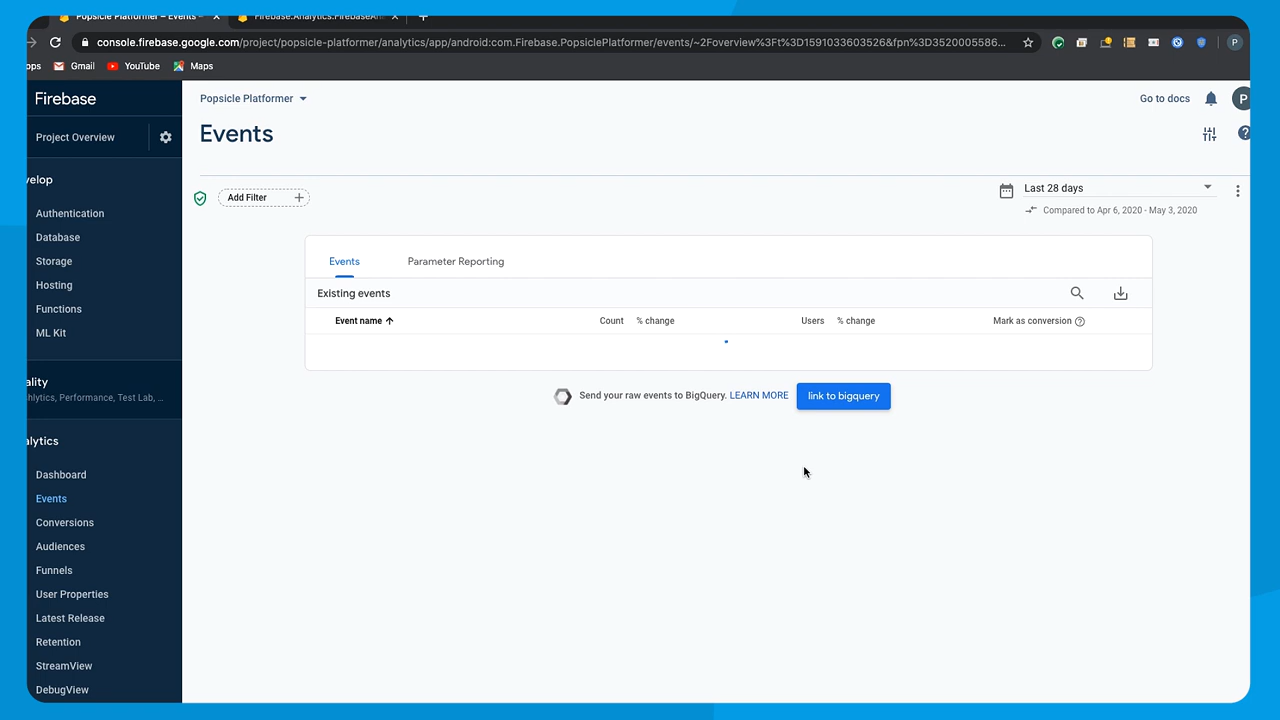 Popsicle Platformer – Events –
Firebase.Analytics.FirebaseAn
console.firebase.google.com/project/popsicle-platformer/analytics/app/android:com.Firebase.PopsiclePlatformer/events/~2Foverview%3Ft%3D1591033603526&fpn%3D3520005586...
P
ops
Gmail
YouTube
Maps
Firebase
Project Overview
velop
Authentication
Database
Storage
Hosting
Functions
ML Kit
ality
hlytics, Performance, Test Lab, ...
alytics
Dashboard
Events
Conversions
Audiences
Funnels
User Properties
Latest Release
Retention
StreamView
DebugView
Popsicle Platformer
Go to docs
P
Events
Add Filter
Last 28 days
Compared to Apr 6, 2020 - May 3, 2020
Events Parameter Reporting
Existing events
Event name Count % change Users % change Mark as conversion
Send your raw events to BigQuery. LEARN MORE link to bigquery